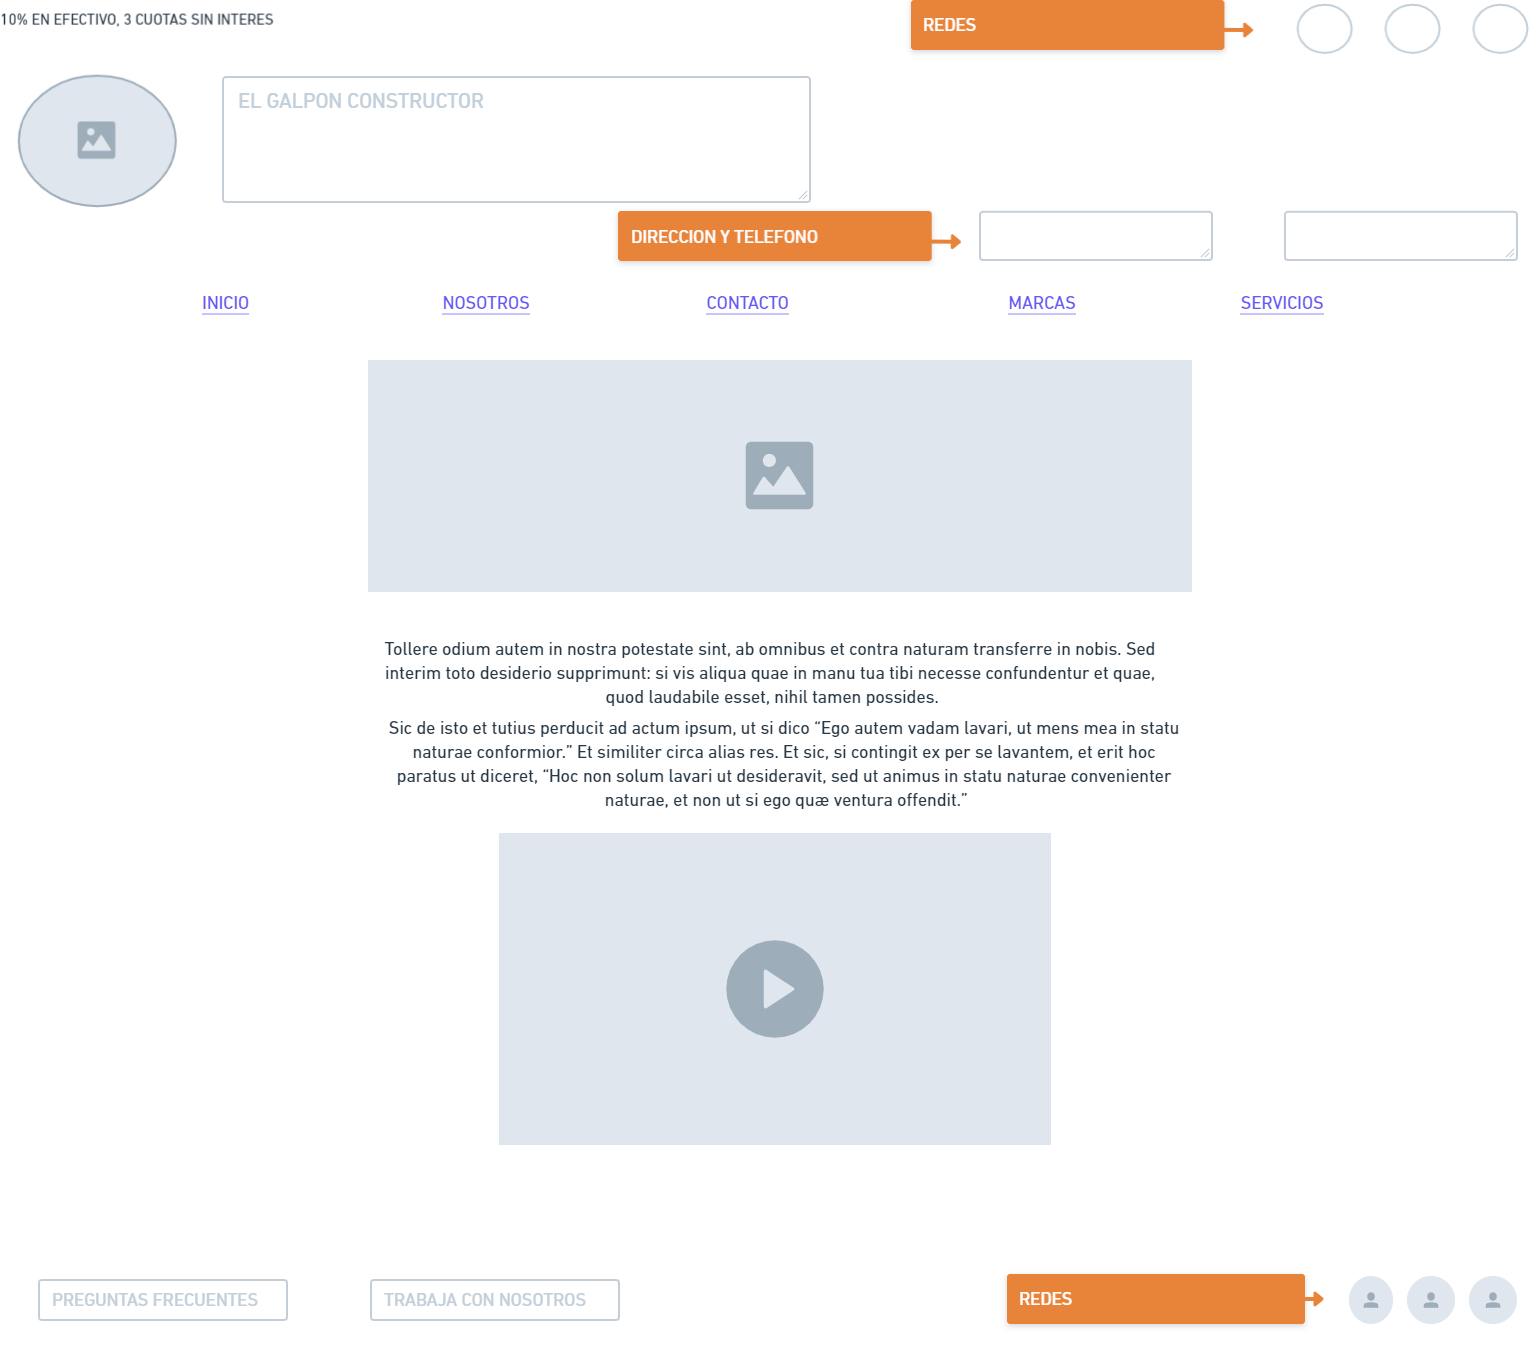 10% EN EFECTIVO, 3 CUOTAS SIN INTERES
REDES
EL GALPON CONSTRUCTOR
DIRECCION Y TELEFONO
INICIO
NOSOTROS
CONTACTO
MARCAS
SERVICIOS
Tollere odium autem in nostra potestate sint, ab omnibus et contra naturam transferre in nobis. Sed
interim toto desiderio supprimunt: si vis aliqua quae in manu tua tibi necesse confundentur et quae,
quod laudabile esset, nihil tamen possides.
Sic de isto et tutius perducit ad actum ipsum, ut si dico “Ego autem vadam lavari, ut mens mea in statu
naturae conformior.” Et similiter circa alias res. Et sic, si contingit ex per se lavantem, et erit hoc
paratus ut diceret, “Hoc non solum lavari ut desideravit, sed ut animus in statu naturae convenienter
naturae, et non ut si ego quæ ventura offendit.”
PREGUNTAS FRECUENTES
TRABAJA CON NOSOTROS
REDES